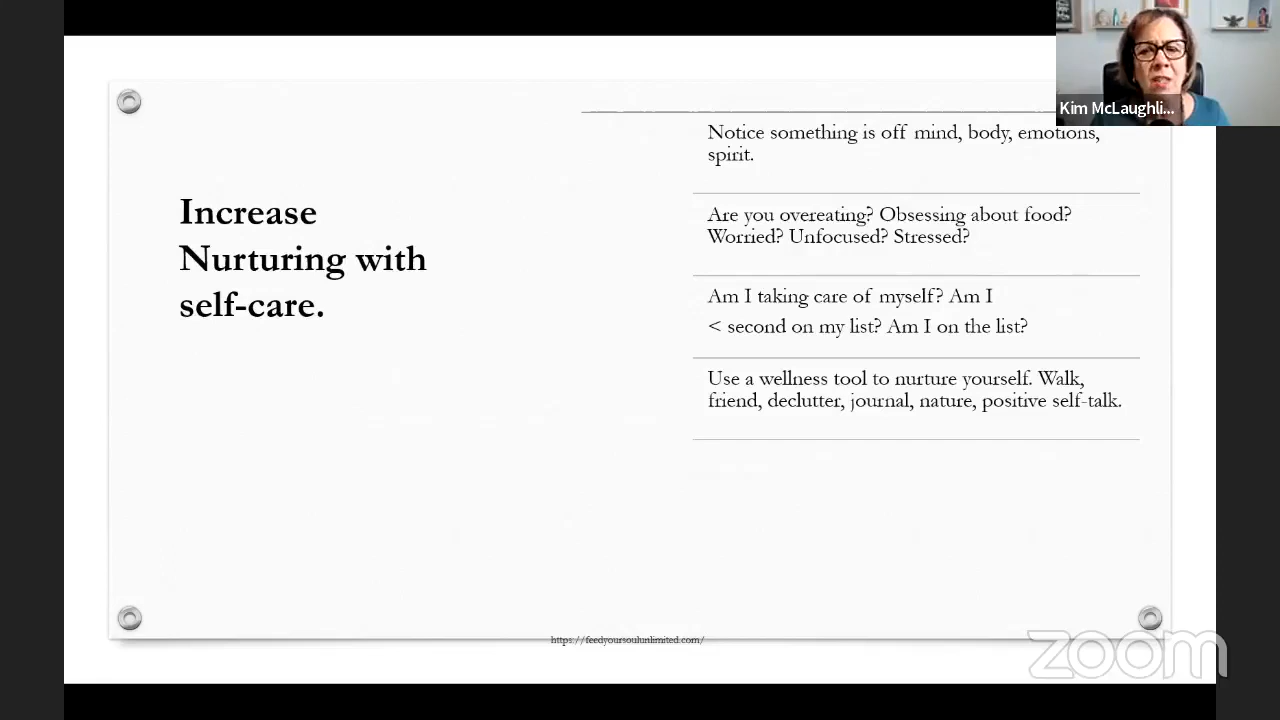 Kim McLaughli...
Increase
Nurturing with
self-care.
Notice something is off mind, body, emotions,
spirit.
Are you overeating? Obsessing about food?
Worried? Unfocused? Stressed?
Am I taking care of myself? Am I
< second on my list? Am I on the list?
Use a wellness tool to nurture yourself. Walk,
friend, declutter, journal, nature, positive self-talk.
https://feedyoursoulunlimited.com/
zoom